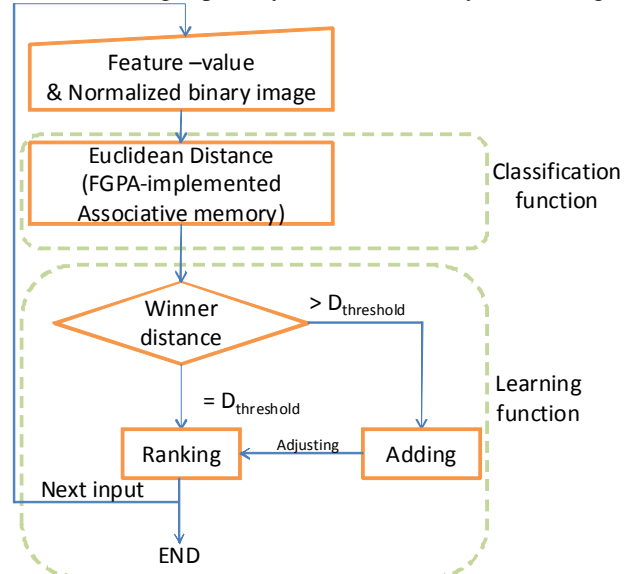 Feature –value
& Normalized binary image
Euclidean Distance
(FGPA-implemented
Associative memory)
Classification
function
Winner
distance
> Dthreshold
= Dthreshold
Learning
function
Ranking
Adjusting
Adding
Next input
END